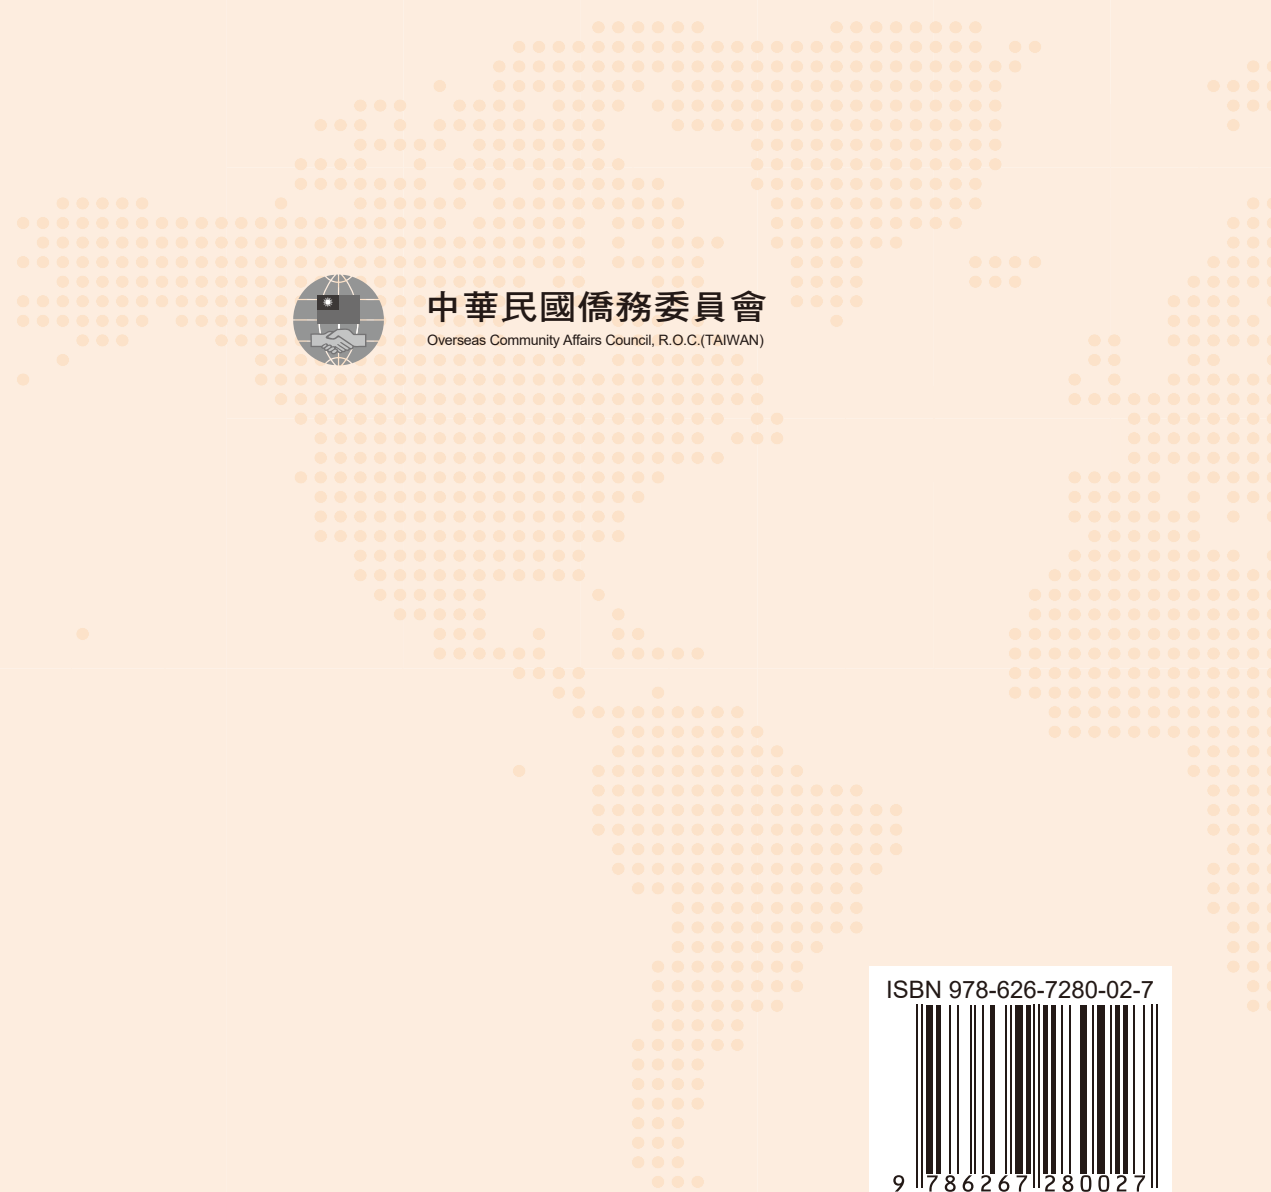 中華民國僑務委員會
Overseas Community Affairs Council, R.O.C.(TAIWAN)
ISBN 978-626-7280-02-7
9 786267 280027